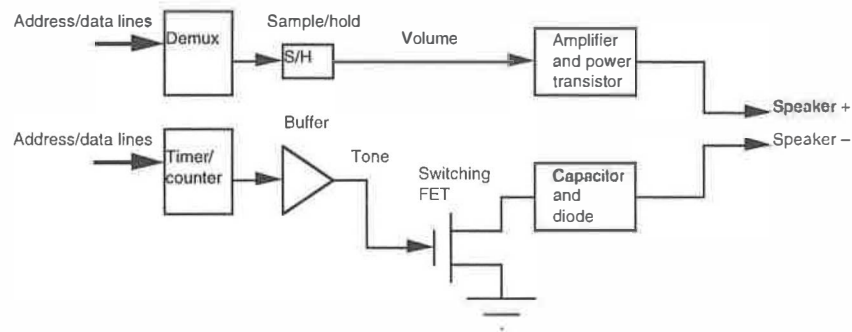 Address/data lines
Demux
Sample/hold
S/H
Volume
Amplifier
and power
transistor
Speaker +
Speaker –
Address/data lines
Timer/
counter
Buffer
Tone
Switching
FET
Capacitor
and
diode